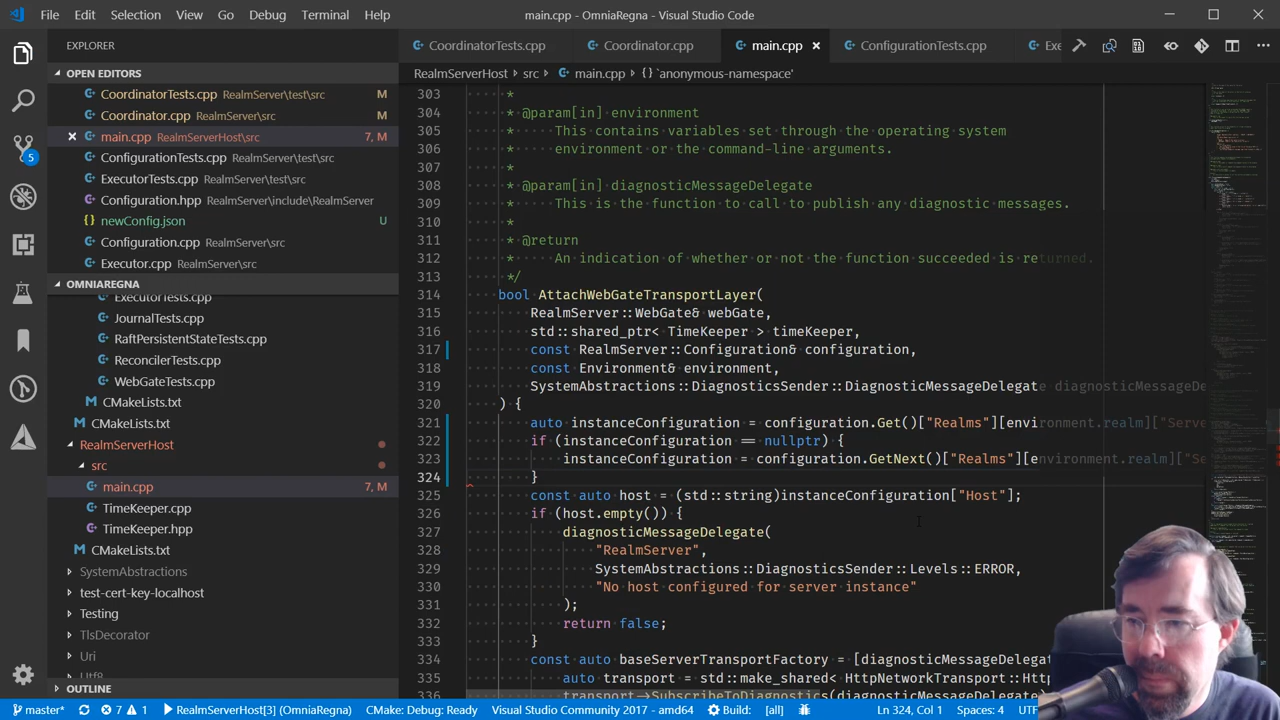 File Edit Selection View Go Debug Terminal Help
main.cpp - OmniaRegna - Visual Studio Code
EXPLORER
OPEN EDITORS
CoordinatorTests.cpp RealmServer\test\src M
Coordinator.cpp RealmServer\src M
main.cpp RealmServerHost\src 7, M
ConfigurationTests.cpp RealmServer\test\src
ExecutorTests.cpp RealmServer\test\src
Configuration.hpp RealmServer\include\RealmServer
newConfig.json U
Configuration.cpp RealmServer\src
Executor.cpp RealmServer\src
OMNIAREGNA
ExecutorTests.cpp
JournalTests.cpp
RaftPersistentStateTests.cpp
ReconcilerTests.cpp
WebGateTests.cpp
CMakeLists.txt
CMakeLists.txt
RealmServerHost
src
main.cpp 7, M
TimeKeeper.cpp
TimeKeeper.hpp
CMakeLists.txt
SystemAbstractions
test-cert-key-localhost
Testing
TlsDecorator
Uri
Utf8
OUTLINE
5
CoordinatorTests.cpp Coordinator.cpp main.cpp ConfigurationTests.cpp Exe
RealmServerHost › src › main.cpp › {} `anonymous-namespace'
303 *
304 * @param[in] environment
305 * This contains variables set through the operating system
306 * environment or the command-line arguments.
307 *
308 * @param[in] diagnosticMessageDelegate
309 * This is the function to call to publish any diagnostic messages.
310 *
311 * @return
312 * An indication of whether or not the function succeeded is returned.
313 */
314 bool AttachWebGateTransportLayer(
315 RealmServer::WebGate& webGate,
316 std::shared_ptr< TimeKeeper > timeKeeper,
317 const RealmServer::Configuration& configuration,
318 const Environment& environment,
319 SystemAbstractions::DiagnosticsSender::DiagnosticMessageDelegate diagnosticMessageDe
320 ) {
321 auto instanceConfiguration = configuration.Get()["Realms"][environment.realm]["Serv
322 if (instanceConfiguration == nullptr) {
323 instanceConfiguration = configuration.GetNext()["Realms"][environment.realm]["Se
324 }
325 const auto host = (std::string)instanceConfiguration["Host"];
326 if (host.empty()) {
327 diagnosticMessageDelegate(
328 "RealmServer",
329 SystemAbstractions::DiagnosticsSender::Levels::ERROR,
330 "No host configured for server instance"
331 );
332 return false;
333 }
334 const auto baseServerTransportFactory = [diagnosticMessageDelegat
335 auto transport = std::make_shared< HttpNetworkTransport::Htt
336 transport->SubscribeToDiagnostics(diagnosticMessageDelegate)
master* 7 1 RealmServerHost[3] (OmniaRegna) CMake: Debug: Ready Visual Studio Community 2017 - amd64 Build: [all] Ln 324, Col 1 Spaces: 4 UTF